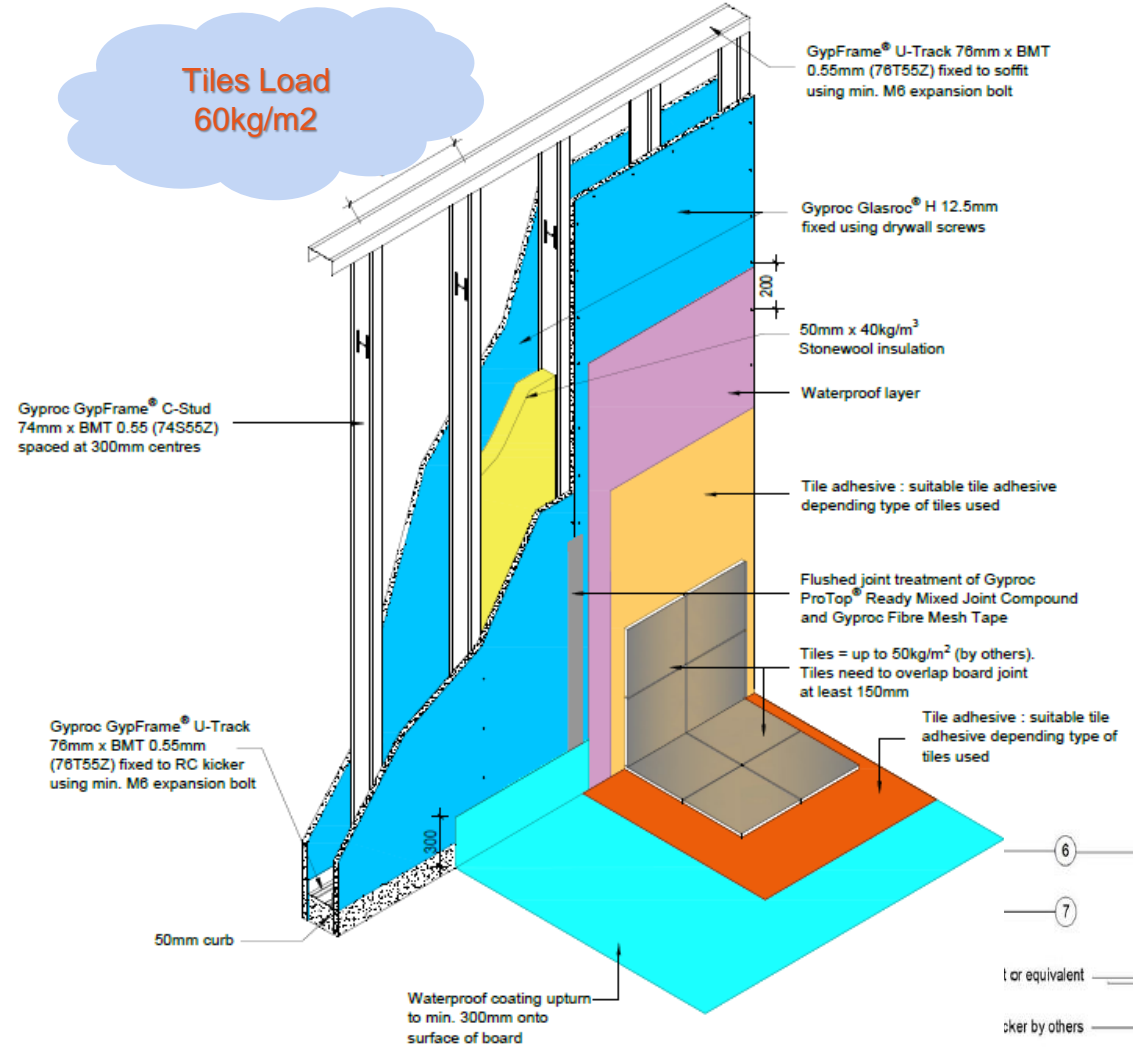 Tiles Load
60kg/m2
GypFrame® U-Track 76mm x BMT
0.55mm (76T55Z) fixed to soffit
using min. M6 expansion bolt
Gyproc Glasroc® H 12.5mm
fixed using drywall screws
200
50mm x 40kg/m³
Stonewool insulation
Waterproof layer
Gyproc GypFrame® C-Stud
74mm x BMT 0.55 (74S55Z)
spaced at 300mm centres
Tile adhesive : suitable tile adhesive
depending type of tiles used
Flushed joint treatment of Gyproc
ProTop® Ready Mixed Joint Compound
and Gyproc Fibre Mesh Tape
Tiles = up to 50kg/m² (by others).
Tiles need to overlap board joint
at least 150mm
Tile adhesive : suitable tile
adhesive depending type of
tiles used
Gyproc GypFrame® U-Track
76mm x BMT 0.55mm
(76T55Z) fixed to RC kicker
using min. M6 expansion bolt
300
6
7
50mm curb
t or equivalent
Waterproof coating upturn
to min. 300mm onto
surface of board
cker by others